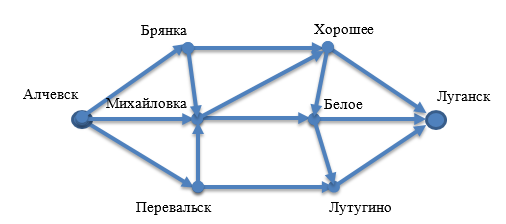 Брянка
Хорошее
Алчевск
Михайловка
Белое
Луганск
Перевальск
Лутугино